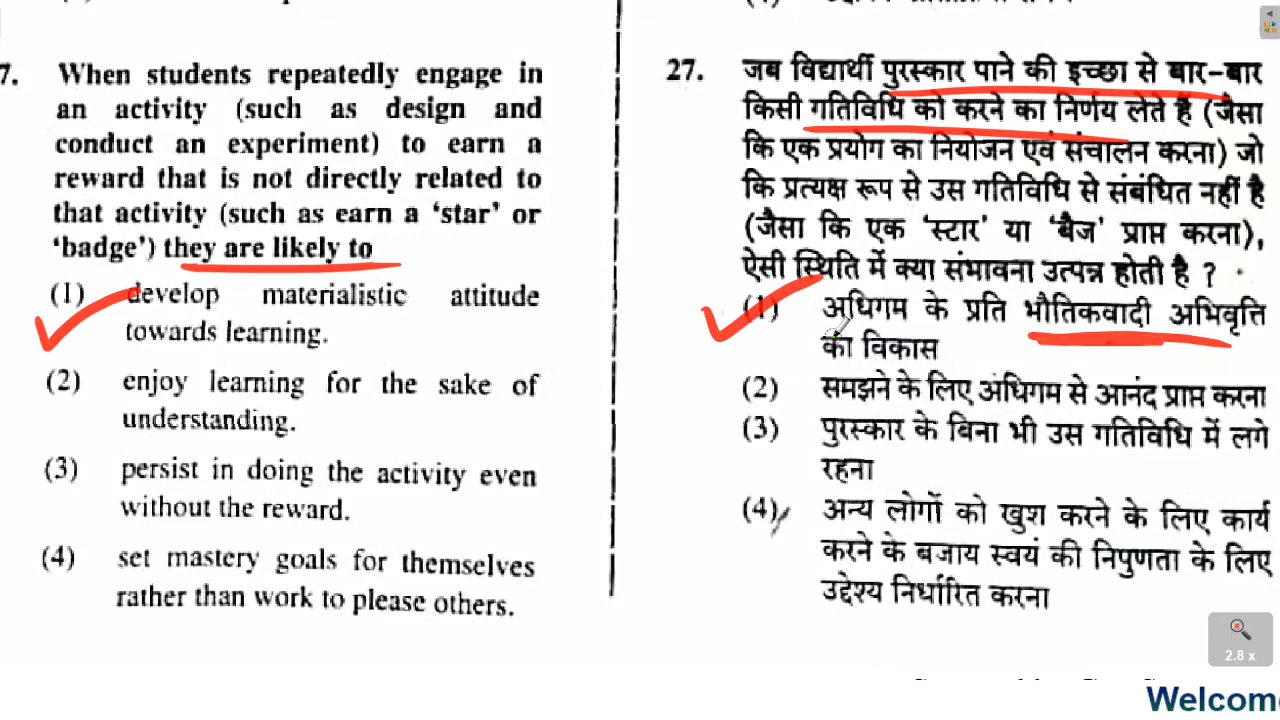 7. When students repeatedly engage in
an activity (such as design and
conduct an experiment) to earn a
reward that is not directly related to
that activity (such as earn a ‘star’ or
‘badge’) they are likely to
(1) develop materialistic attitude
towards learning.
(2) enjoy learning for the sake of
understanding.
(3) persist in doing the activity even
without the reward.
(4) set mastery goals for themselves
rather than work to please others.
27. जब विद्यार्थी पुरस्कार पाने की इच्छा से बार-बार
किसी गतिविधि को करने का निर्णय लेते हैं (जैसा
कि एक प्रयोग का नियोजन एवं संचालन करना) जो
कि प्रत्यक्ष रूप से उस गतिविधि से संबंधित नहीं है
(जैसा कि एक ‘स्टार’ या ‘बैज’ प्राप्त करना),
ऐसी स्थिति में क्या संभावना उत्पन्न होती है ?
(1) अधिगम के प्रति भौतिकवादी अभिवृत्ति
का विकास
(2) समझने के लिए अधिगम से आनंद प्राप्त करना
(3) पुरस्कार के बिना भी उस गतिविधि में लगे
रहना
(4) अन्य लोगों को खुश करने के लिए कार्य
करने के बजाय स्वयं की निपुणता के लिए
उद्देश्य निर्धारित करना
2.8 x